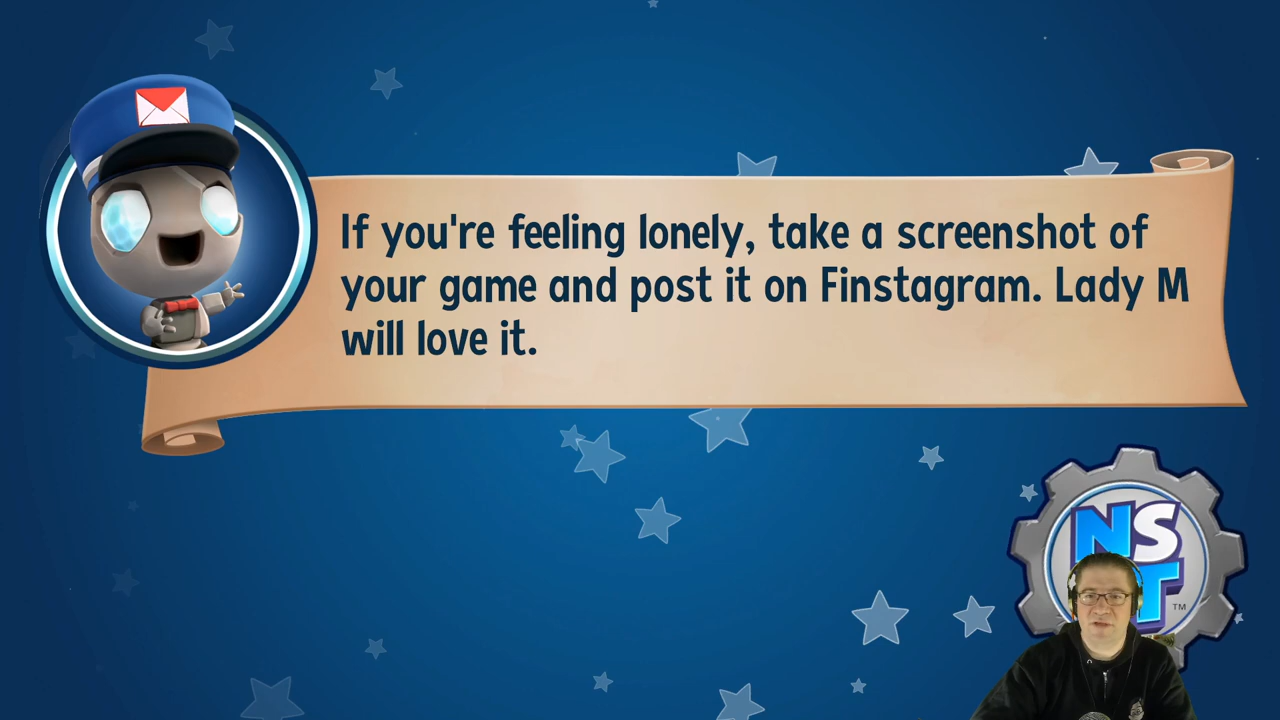 If you're feeling lonely, take a screenshot of
your game and post it on Finstagram. Lady M
will love it.
NS
T
TM